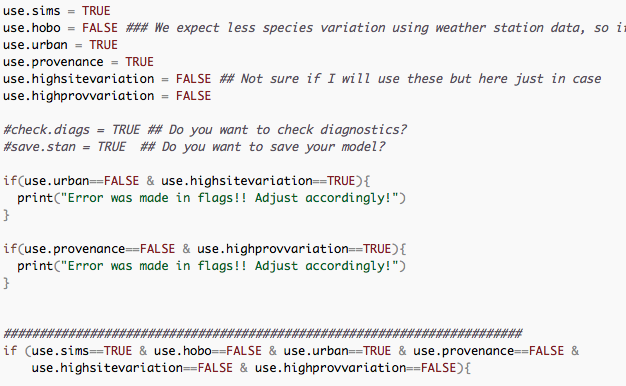 use.sims = TRUE
use.hobo = FALSE ### We expect less species variation using weather station data, so
use.urban = TRUE
use.provenance = TRUE
use.highsitevariation = FALSE ## Not sure if I will use these but here just in case
use.highprovvariation = FALSE
#check.diags = TRUE ## Do you want to check diagnostics?
#save.stan = TRUE  ## Do you want to save your model?
if(use.urban==FALSE & use.highsitevariation==TRUE){
  print("Error was made in flags!! Adjust accordingly!")
}
if(use.provenance==FALSE & use.highprovvariation==TRUE){
  print("Error was made in flags!! Adjust accordingly!")
}
########################################################################
if (use.sims==TRUE & use.hobo==FALSE & use.urban==TRUE & use.provenance==FALSE &
    use.highsitevariation==FALSE & use.highprovvariation==FALSE){